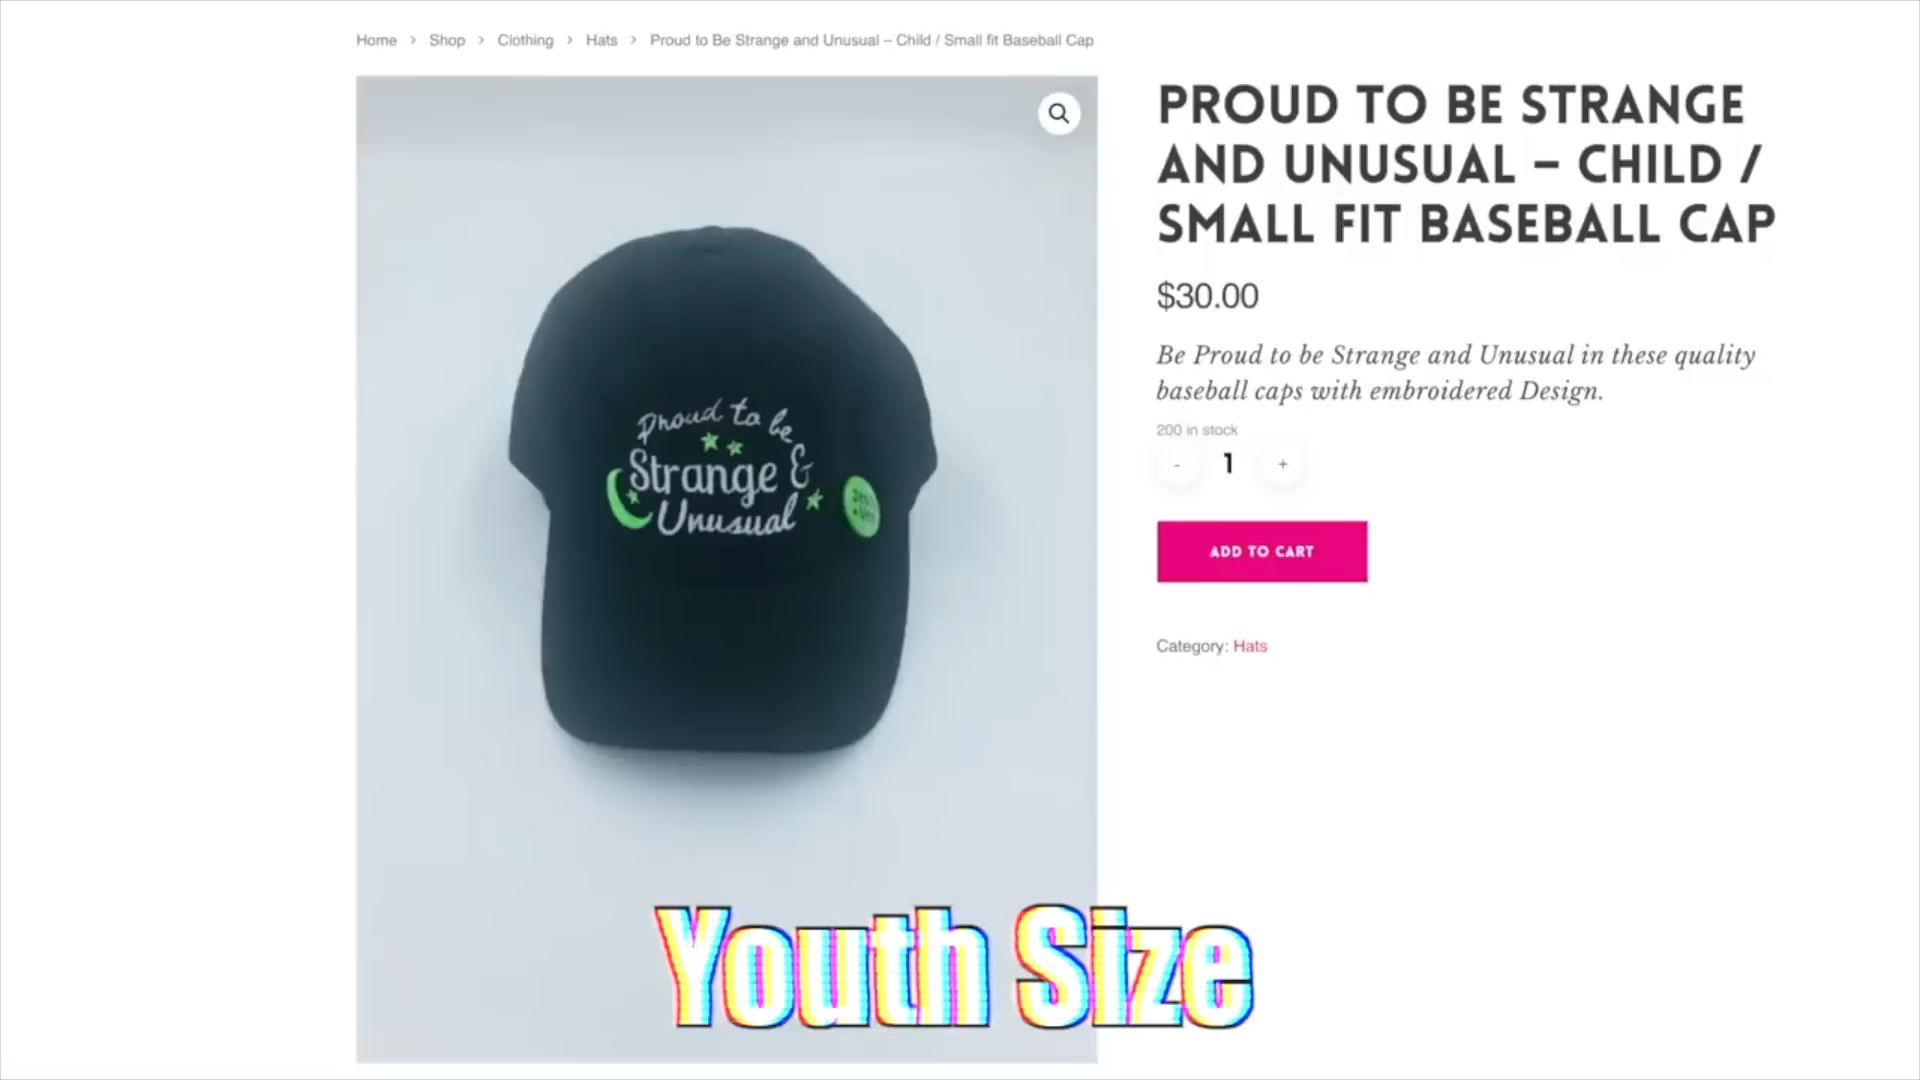 Home > Shop > Clothing > Hats > Proud to Be Strange and Unusual – Child / Small fit Baseball Cap
PROUD TO BE STRANGE
AND UNUSUAL – CHILD /
SMALL FIT BASEBALL CAP
$30.00
Be Proud to be Strange and Unusual in these quality
baseball caps with embroidered Design.
200 in stock
- 1 +
ADD TO CART
Category: Hats
Proud to be
Strange &
Unusual
Youth Size